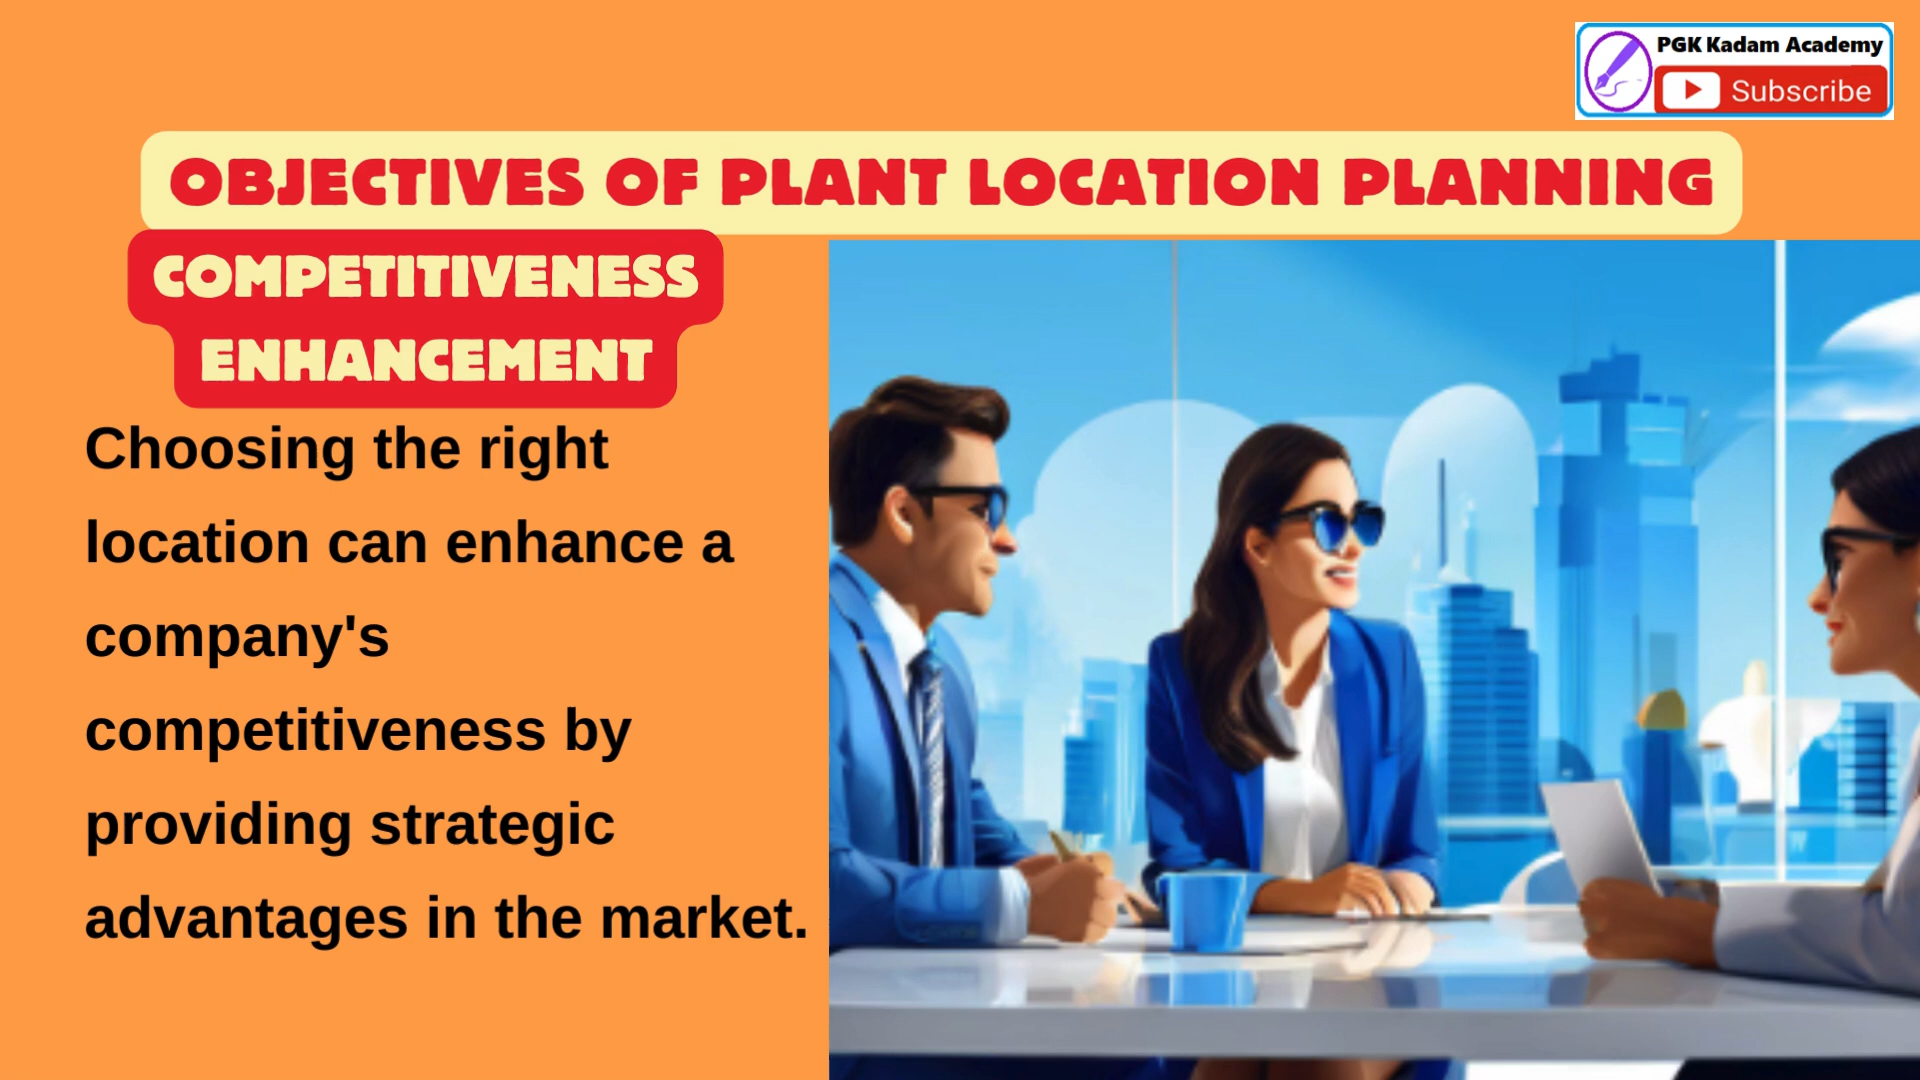 PGK Kadam Academy
Subscribe
OBJECTIVES OF PLANT LOCATION PLANNING
COMPETITIVENESS
ENHANCEMENT
Choosing the right
location can enhance a
company's
competitiveness by
providing strategic
advantages in the market.